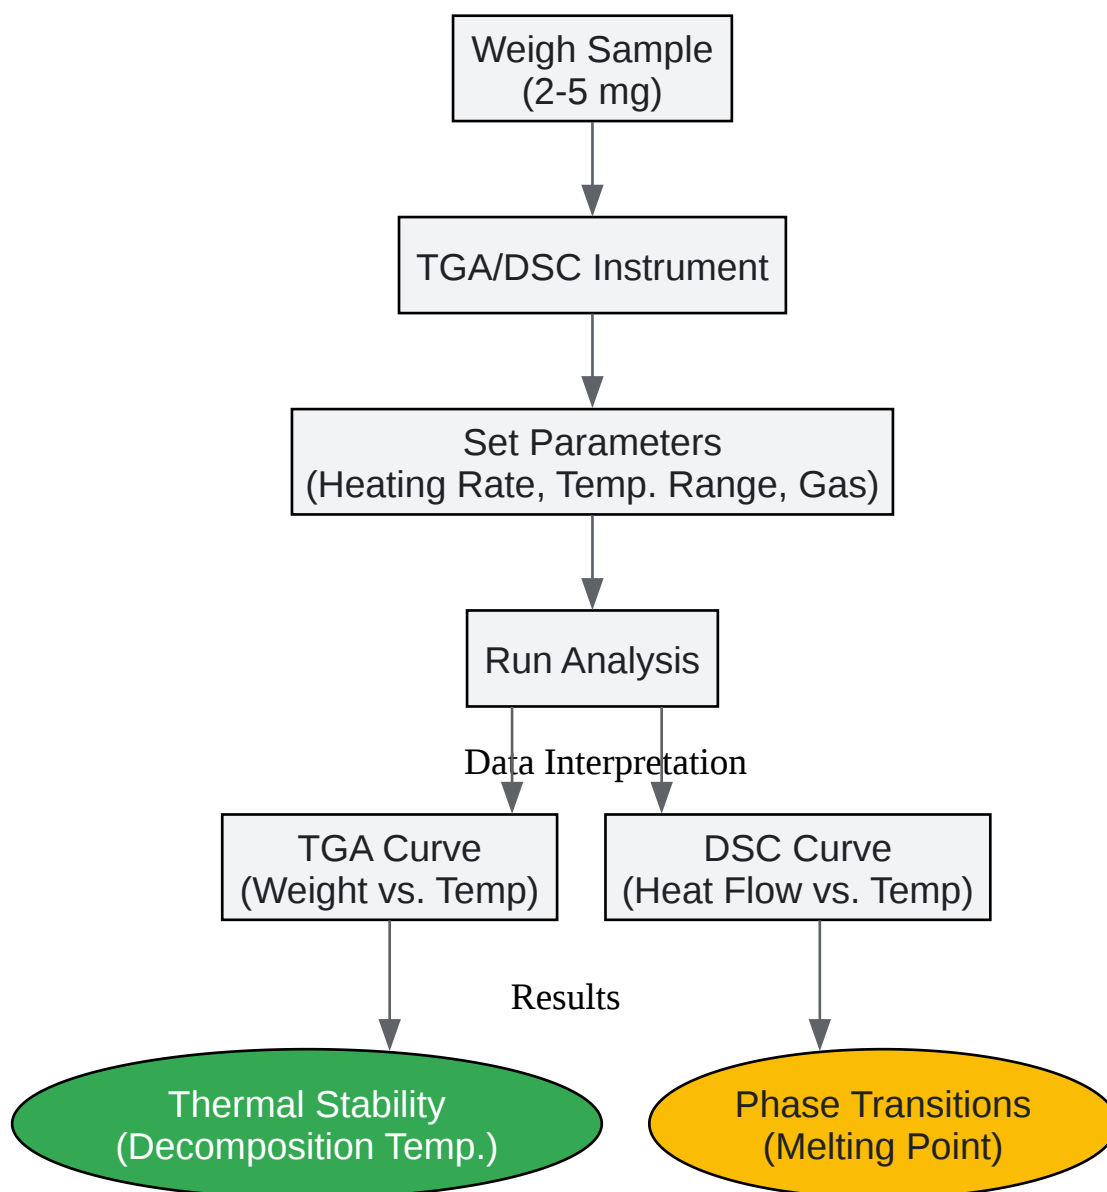 Weigh Sample
(2-5 mg)
TGA/DSC Instrument
Set Parameters
(Heating Rate, Temp. Range, Gas)
Run Analysis
Data Interpretation
TGA Curve
(Weight vs. Temp)
DSC Curve
(Heat Flow vs. Temp)
Results
Thermal Stability
(Decomposition Temp.)
Phase Transitions
(Melting Point)